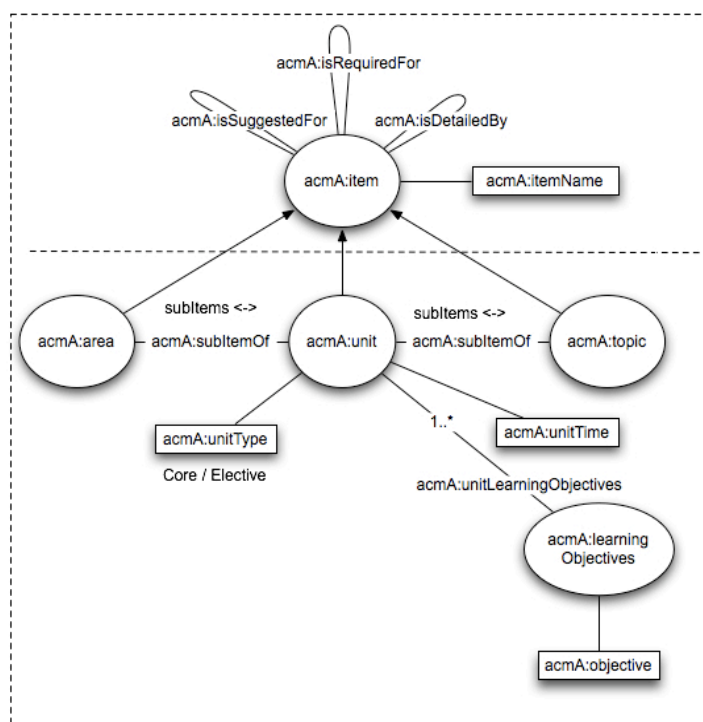 acmA:isRequiredFor
acmA:isSuggestedFor
acmA:isDetailedBy
acmA:item
acmA:itemName
subItems <->
subItems <->
acmA:area
acmA:subItemOf
acmA:unit
acmA:subItemOf
acmA:topic
acmA:unitType
Core / Elective
1..*
acmA:unitTime
acmA:unitLearningObjectives
acmA:learning
Objectives
acmA:objective